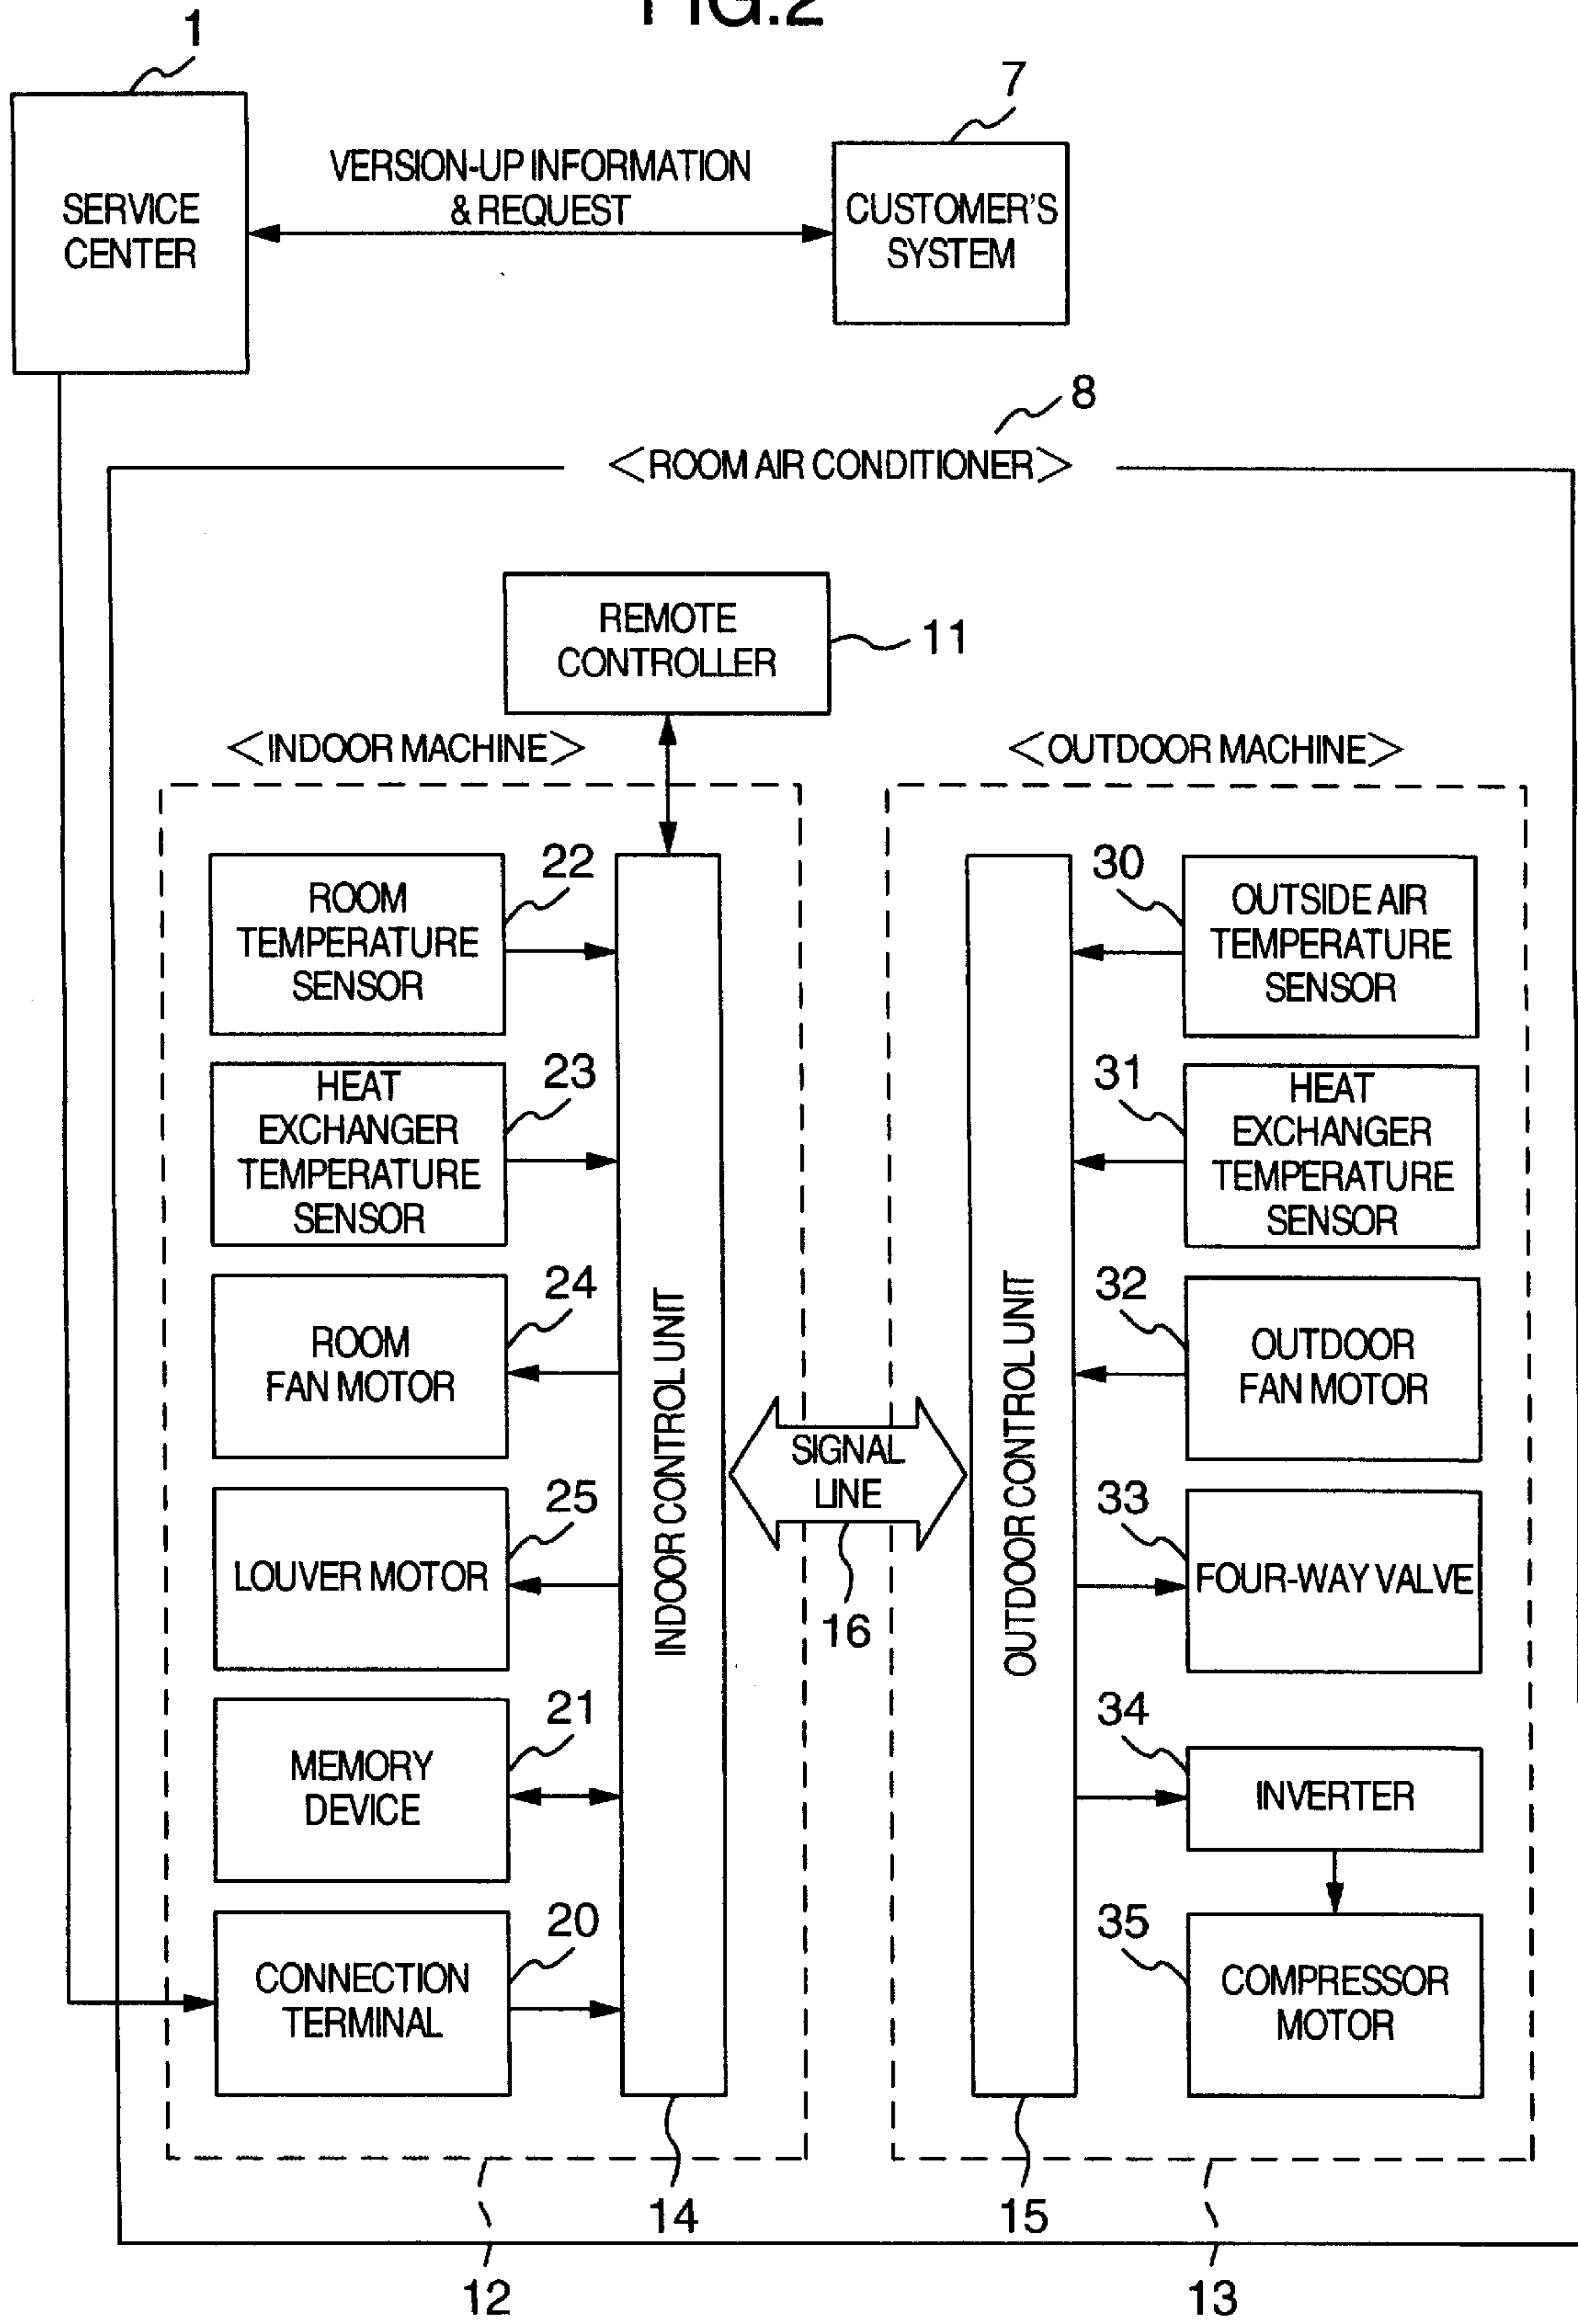 FIG.2
1
7
SERVICE
CENTER
VERSION-UP INFORMATION
& REQUEST
CUSTOMER'S
SYSTEM
8
<ROOM AIR CONDITIONER>
REMOTE
CONTROLLER
11
<INDOOR MACHINE>
<OUTDOOR MACHINE>
ROOM
TEMPERATURE
SENSOR
22
HEAT
EXCHANGER
TEMPERATURE
SENSOR
23
ROOM
FAN MOTOR
24
LOUVER MOTOR
25
MEMORY
DEVICE
21
CONNECTION
TERMINAL
20
INDOOR CONTROL UNIT
SIGNAL
LINE
16
OUTDOOR CONTROL UNIT
30
OUTSIDE AIR
TEMPERATURE
SENSOR
31
HEAT
EXCHANGER
TEMPERATURE
SENSOR
32
OUTDOOR
FAN MOTOR
33
FOUR-WAY VALVE
34
INVERTER
35
COMPRESSOR
MOTOR
14
15
12
13